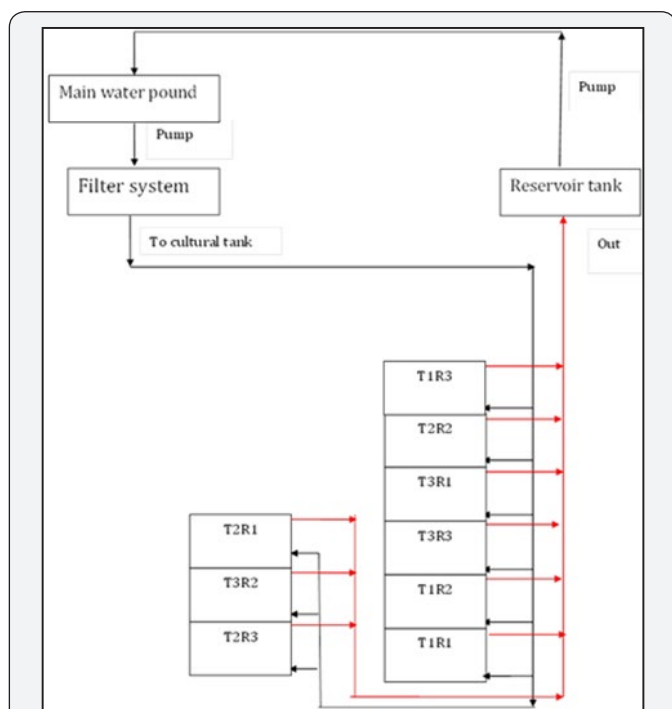 Main water pound
Pump
Pump
Filter system
Reservoir tank
To cultural tank
Out
T1R3
T2R2
T3R1
T3R3
T1R2
T1R1
T2R1
T3R2
T2R3